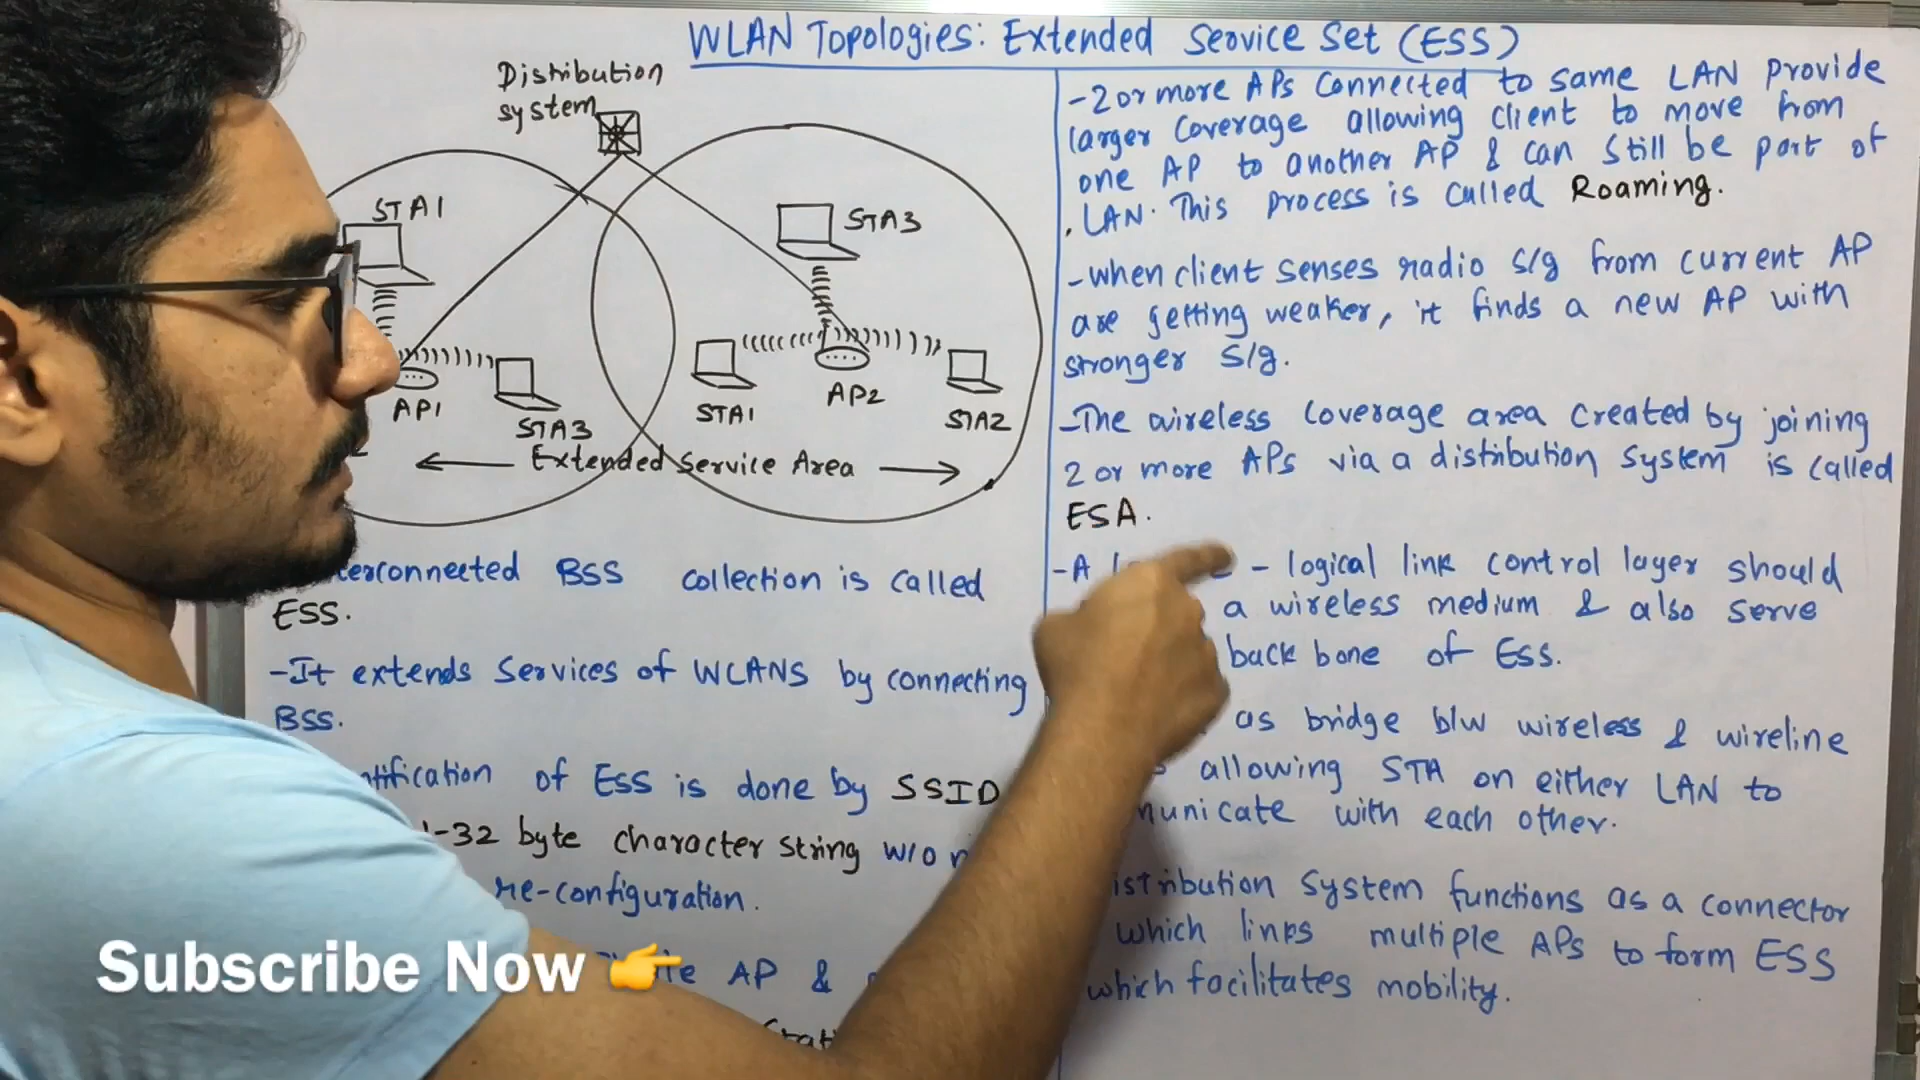 WLAN Topologies: Extended Service Set (ESS)
Distribution
system
STA1
STA3
AP1
STA3
STA1
AP2
STA2
Extended Service Area
terconnected BSS collection is called
ESS.
-It extends Services of WLANS by connecting
BSS.
ntification of ESS is done by SSID
1-32 byte character string w/o n
re-configuration.
AP &
-2 or more APs connected to same LAN provide
larger coverage allowing client to move from
one AP to another AP & can still be part of
LAN. This process is called Roaming.
-when client senses radio s/g from current AP
are getting weaker, it finds a new AP with
stronger s/g.
-The wireless coverage area created by joining
2 or more APs via a distribution system is called
ESA.
-A - logical link control layer should
a wireless medium & also serve
back bone of ESS.
as bridge b/w wireless & wireline
allowing STA on either LAN to
municate with each other.
istribution system functions as a connector
which links multiple APs to form ESS
which facilitates mobility.
Subscribe Now